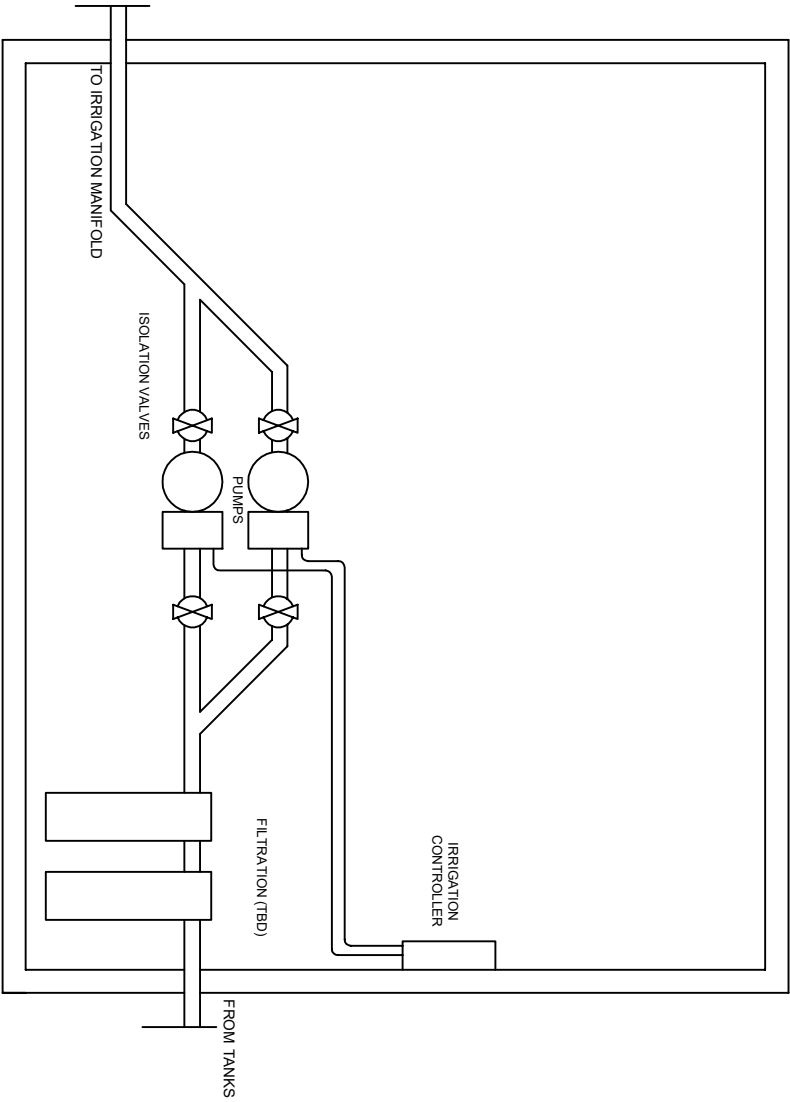 TO IRRIGATION MANIFOLD
ISOLATION VALVES
PUMPS
FILTRATION (TBD)
IRRIGATION
CONTROLLER
FROM TANKS